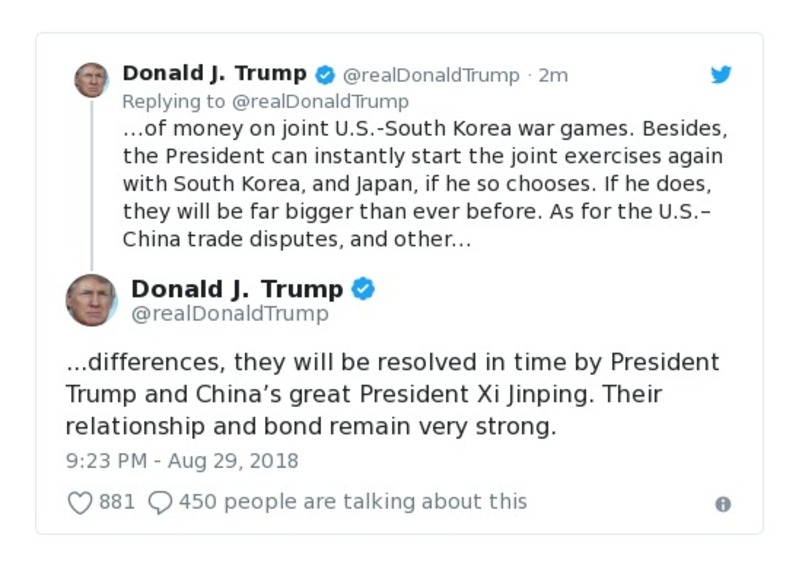 Donald J. Trump @realDonaldTrump · 2m
Replying to @realDonaldTrump
...of money on joint U.S.-South Korea war games. Besides,
the President can instantly start the joint exercises again
with South Korea, and Japan, if he so chooses. If he does,
they will be far bigger than ever before. As for the U.S.–
China trade disputes, and other...
Donald J. Trump
@realDonaldTrump
...differences, they will be resolved in time by President
Trump and China’s great President Xi Jinping. Their
relationship and bond remain very strong.
9:23 PM - Aug 29, 2018
881 450 people are talking about this